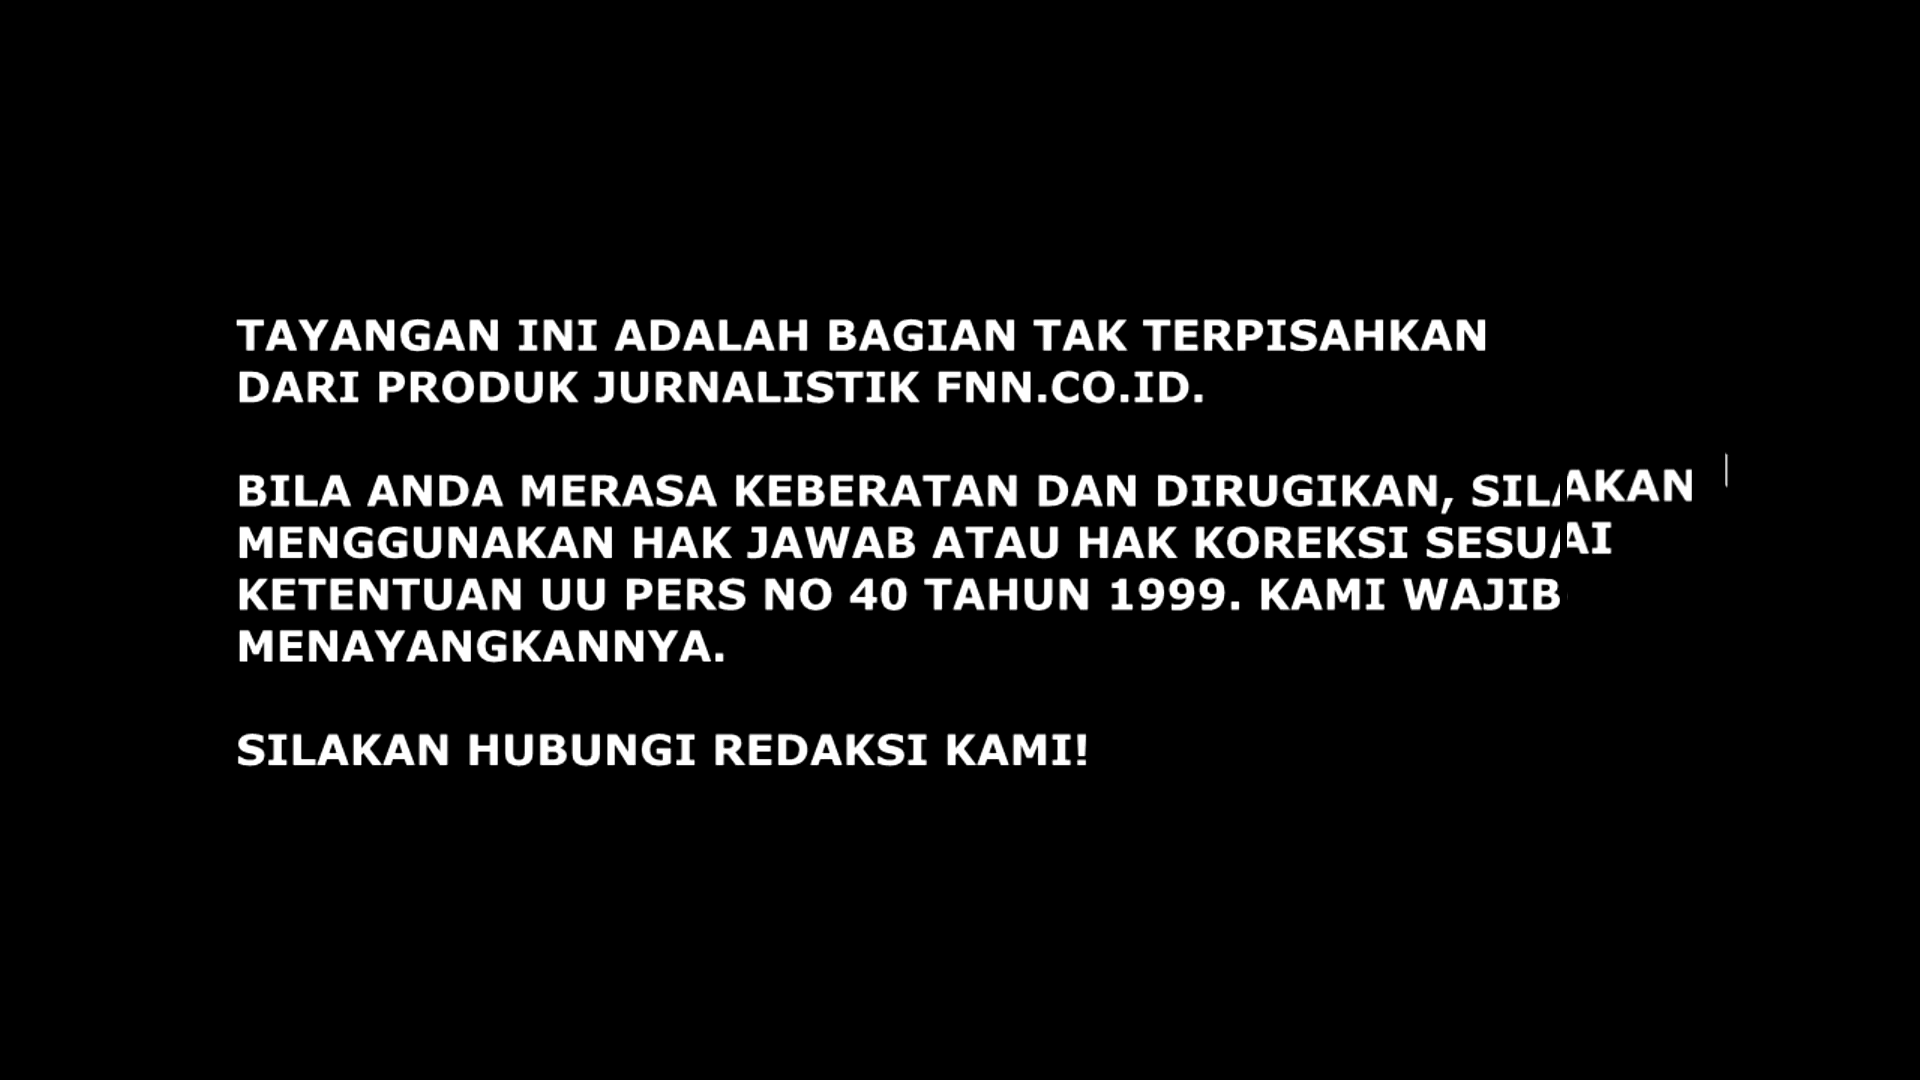 TAYANGAN INI ADALAH BAGIAN TAK TERPISAHKAN
DARI PRODUK JURNALISTIK FNN.CO.ID.
BILA ANDA MERASA KEBERATAN DAN DIRUGIKAN, SILAKAN
MENGGUNAKAN HAK JAWAB ATAU HAK KOREKSI SESUAI
KETENTUAN UU PERS NO 40 TAHUN 1999. KAMI WAJIB
MENAYANGKANNYA.
SILAKAN HUBUNGI REDAKSI KAMI!